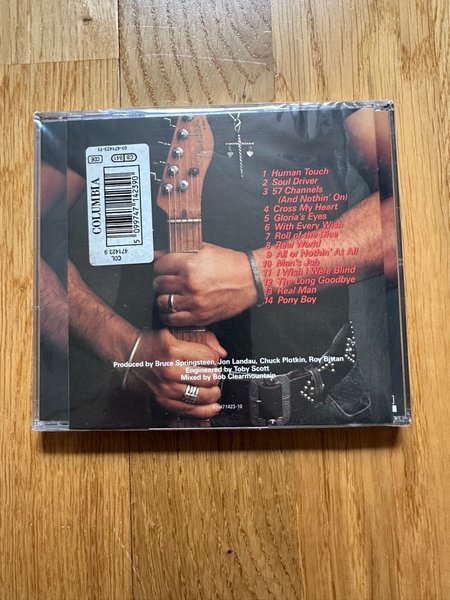 01-471423-11
COLUMBIA
5 099747 142390
COL
471423 9
Fender
1 Human Touch
2 Soul Driver
3 57 Channels
(And Nothin' On)
4 Cross My Heart
5 Gloria's Eyes
6 With Every Wish
7 Roll of the Dice
8 Real World
9 All or Nothin' At All
10 Man's Job
11 I Wish I Were Blind
12 The Long Goodbye
13 Real Man
14 Pony Boy
Produced by Bruce Springsteen, Jon Landau, Chuck Plotkin, Roy Bittan
Engineered by Toby Scott
Mixed by Bob Clearmountain